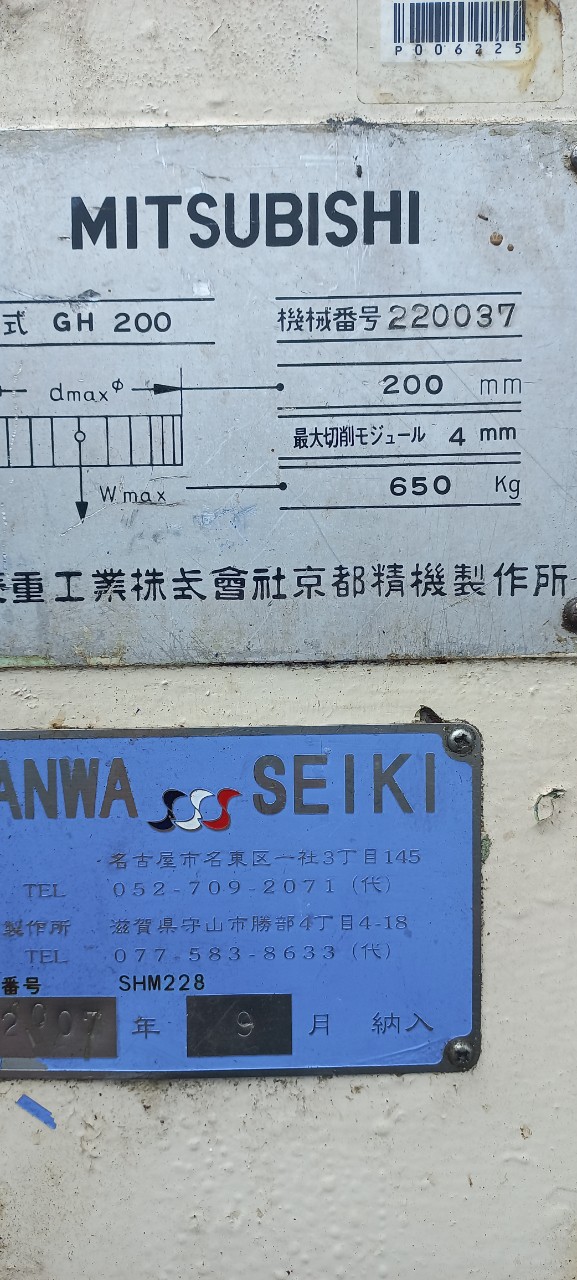 P006225
MITSUBISHI
式 GH 200
機械番号 220037
dmax φ
200 mm
最大切削モジュール 4 mm
Wmax
650 Kg
重工業株式會社京都精機製作所
ANWA SEIKI
名古屋市名東区一社3丁目145
TEL 052-709-2071 (代)
製作所 滋賀県守山市勝部4丁目4-18
TEL 077-583-8633 (代)
番号 SHM228
2007 年 9 月 納入